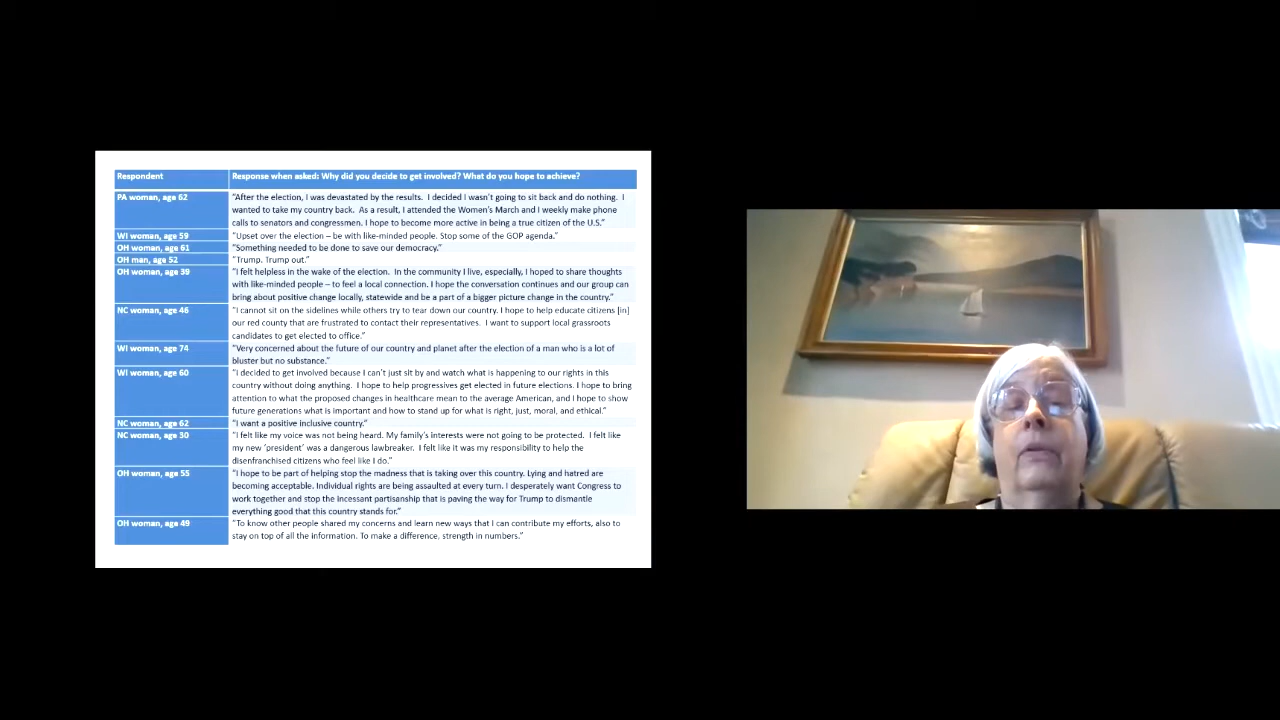 Respondent Response when asked: Why did you decide to get involved? What do you hope to achieve?
PA woman, age 62 "After the election, I was devastated by the results. I decided I wasn't going to sit back and do nothing. I
wanted to take my country back. As a result, I attended the Women's March and I weekly make phone
calls to senators and congressmen. I hope to become more active in being a true citizen of the U.S."
WI woman, age 59 "Upset over the election – be with like-minded people. Stop some of the GOP agenda."
OH woman, age 61 "Something needed to be done to save our democracy."
OH man, age 52 "Trump. Trump out."
OH woman, age 39 "I felt helpless in the wake of the election. In the community I live, especially, I hoped to share thoughts
with like-minded people – to feel a local connection. I hope the conversation continues and our group can
bring about positive change locally, statewide and be a part of a bigger picture change in the country."
NC woman, age 46 "I cannot sit on the sidelines while others try to tear down our country. I hope to help educate citizens [in]
our red county that are frustrated to contact their representatives. I want to support local grassroots
candidates to get elected to office."
WI woman, age 74 "Very concerned about the future of our country and planet after the election of a man who is a lot of
bluster but no substance."
WI woman, age 60 "I decided to get involved because I can't just sit by and watch what is happening to our rights in this
country without doing anything. I hope to help progressives get elected in future elections. I hope to bring
attention to what the proposed changes in healthcare mean to the average American, and I hope to show
future generations what is important and how to stand up for what is right, just, moral, and ethical."
NC woman, age 62 "I want a positive inclusive country."
NC woman, age 30 "I felt like my voice was not being heard. My family's interests were not going to be protected. I felt like
my new 'president' was a dangerous lawbreaker. I felt like it was my responsibility to help the
disenfranchised citizens who feel like I do."
OH woman, age 55 "I hope to be part of helping stop the madness that is taking over this country. Lying and hatred are
becoming acceptable. Individual rights are being assaulted at every turn. I desperately want Congress to
work together and stop the incessant partisanship that is paving the way for Trump to dismantle
everything good that this country stands for."
OH woman, age 49 "To know other people shared my concerns and learn new ways that I can contribute my efforts, also to
stay on top of all the information. To make a difference, strength in numbers."